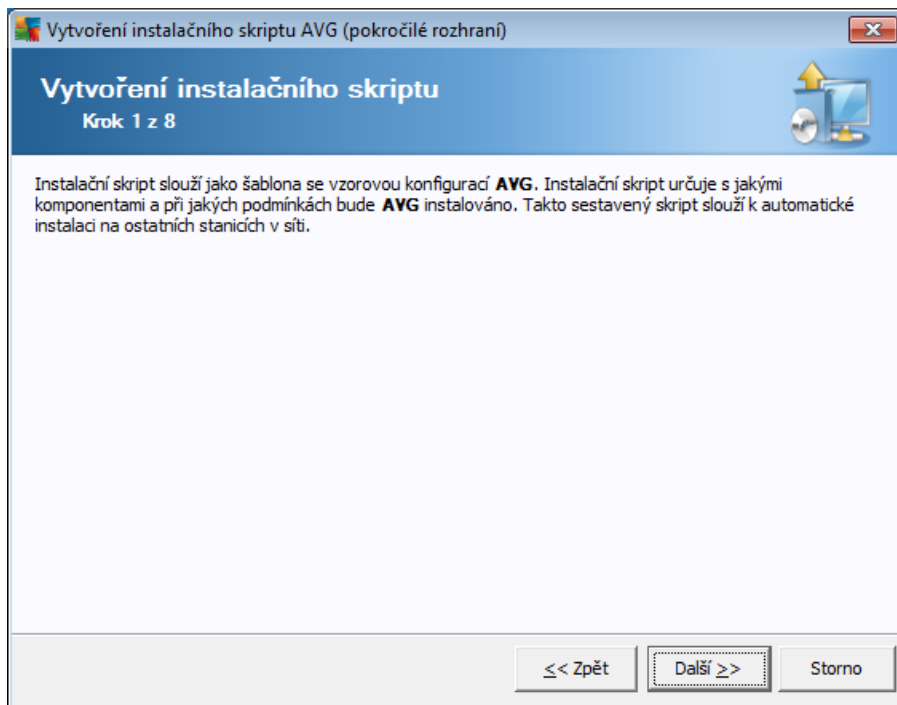 Vytvoření instalačního skriptu AVG (pokročilé rozhraní)
Vytvoření instalačního skriptu
Krok 1 z 8
Instalační skript slouží jako šablona se vzorovou konfigurací AVG. Instalační skript určuje s jakými
komponentami a při jakých podmínkách bude AVG instalováno. Takto sestavený skript slouží k automatické
instalaci na ostatních stanicích v síti.
<< Zpět
Další >>
Storno